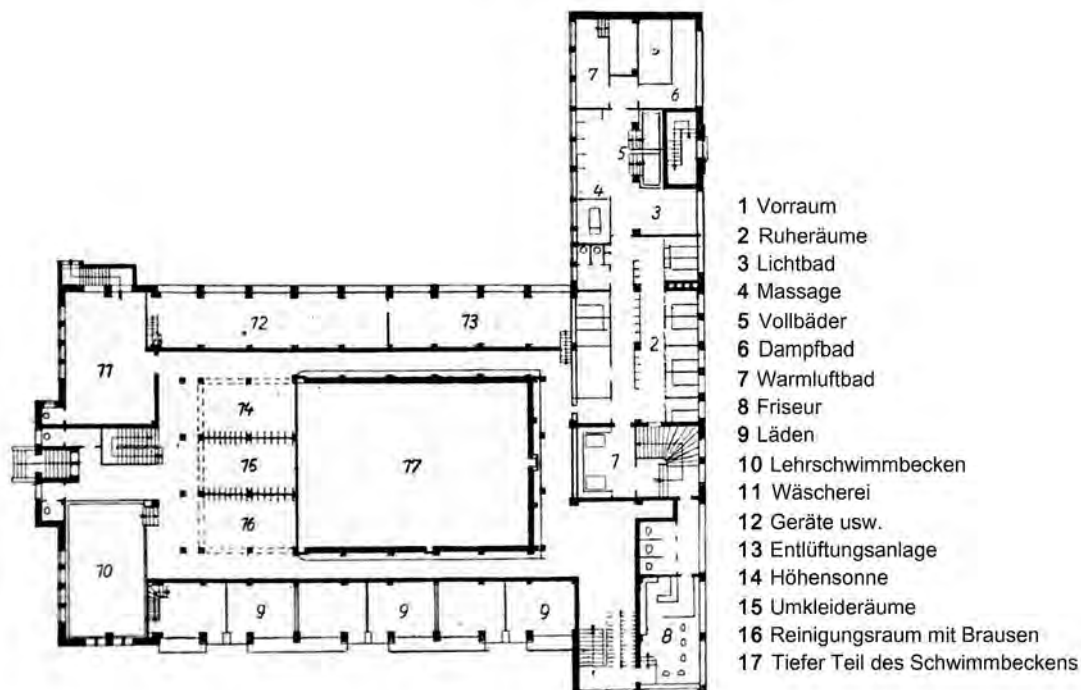 7
6
5
4
3
2
12
13
11
14
15
16
17
1
10
9
9
9
8
1 Vorraum
2 Ruheräume
3 Lichtbad
4 Massage
5 Vollbäder
6 Dampfbad
7 Warmluftbad
8 Friseur
9 Läden
10 Lehrschwimmbecken
11 Wäscherei
12 Geräte usw.
13 Entlüftungsanlage
14 Höhensonne
15 Umkleideräume
16 Reinigungsraum mit Brausen
17 Tiefer Teil des Schwimmbeckens